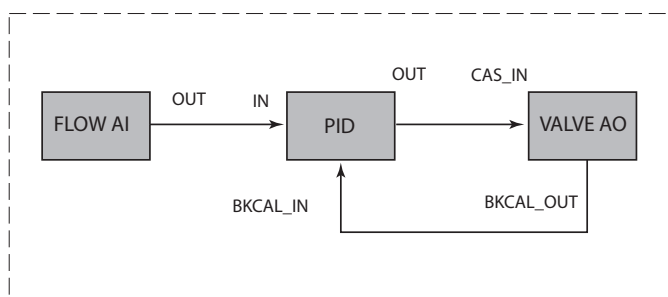 OUT
CAS_IN
OUT
IN
FLOW AI
PID
VALVE AO
BKCAL_IN
BKCAL_OUT